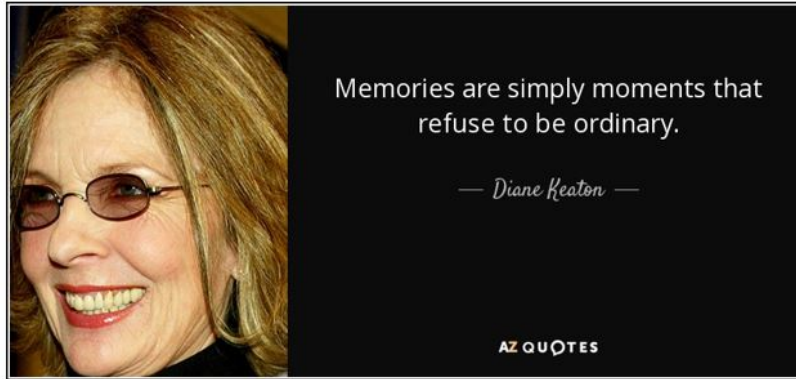 Memories are simply moments that
refuse to be ordinary.
— Diane Keaton —
AZ QUOTES